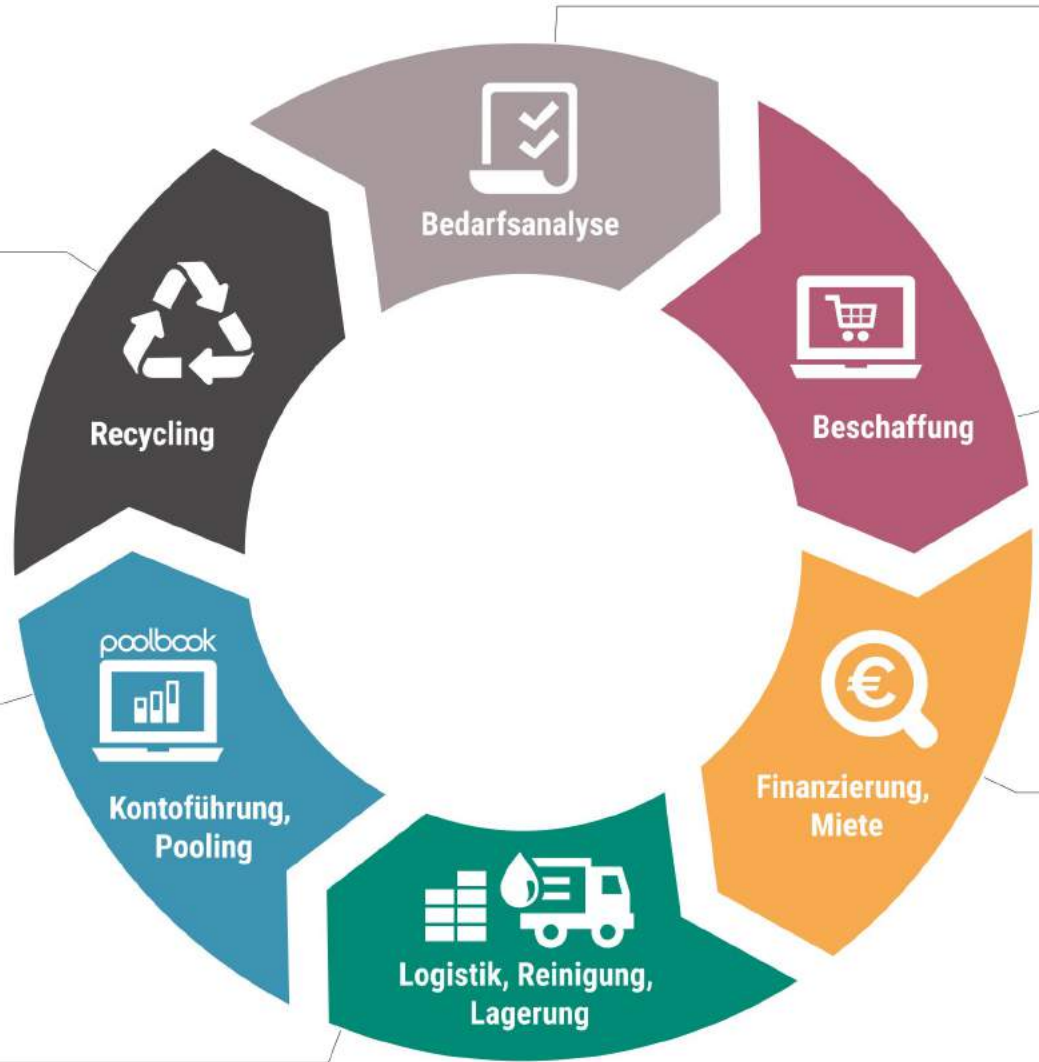 Bedarfsanalyse
Beschaffung
Finanzierung,
Miete
Logistik, Reinigung,
Lagerung
poolbook
Kontoführung,
Pooling
Recycling